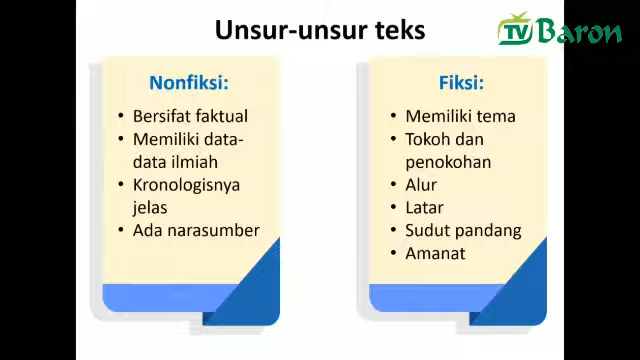 Unsur-unsur teks
TV Baron
Nonfiksi:
• Bersifat faktual
• Memiliki data-
data ilmiah
• Kronologisnya
jelas
• Ada narasumber
Fiksi:
• Memiliki tema
• Tokoh dan
penokohan
• Alur
• Latar
• Sudut pandang
• Amanat